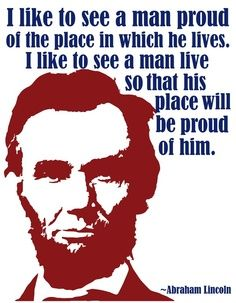 I like to see a man proud
of the place in which he lives.
I like to see a man live
so that his
place will
be proud
of him.
~Abraham Lincoln